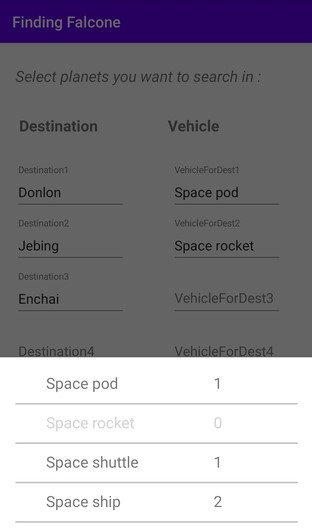 Finding Falcone
Select planets you want to search in :
Destination Vehicle
Destination1 VehicleForDest1
Donlon Space pod
Destination2 VehicleForDest2
Jebing Space rocket
Destination3
Enchai VehicleForDest3
Destination4 VehicleForDest4
Space pod 1
Space rocket 0
Space shuttle 1
Space ship 2